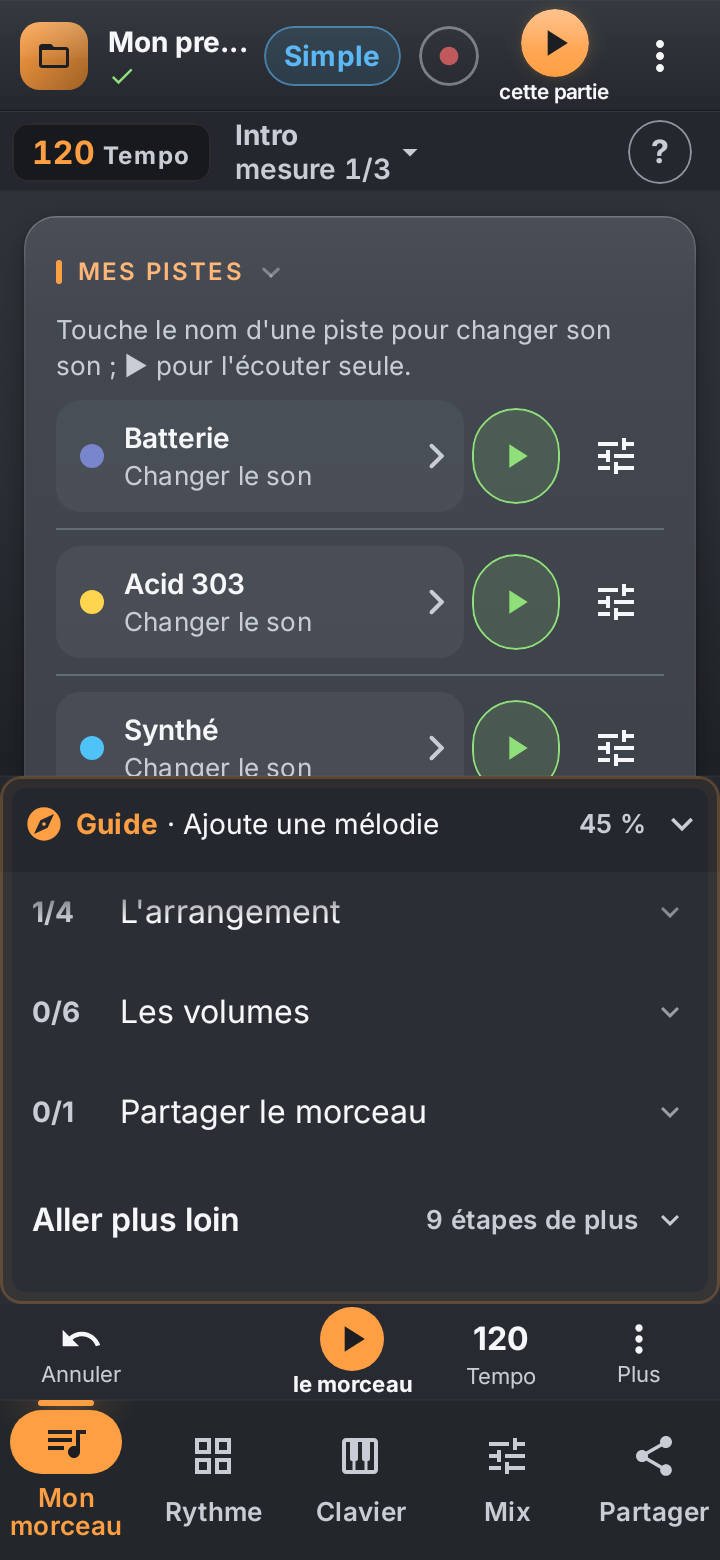 Mon pre...
Simple
cette partie
120 Tempo
Intro
mesure 1/3
?
MES PISTES
Touche le nom d'une piste pour changer son
son ; ▶ pour l'écouter seule.
Batterie
Changer le son
Acid 303
Changer le son
Synthé
Changer le son
Guide · Ajoute une mélodie
45 %
1/4 L'arrangement
0/6 Les volumes
0/1 Partager le morceau
Aller plus loin
9 étapes de plus
Annuler
le morceau
120
Tempo
Plus
Mon
morceau
Rythme
Clavier
Mix
Partager